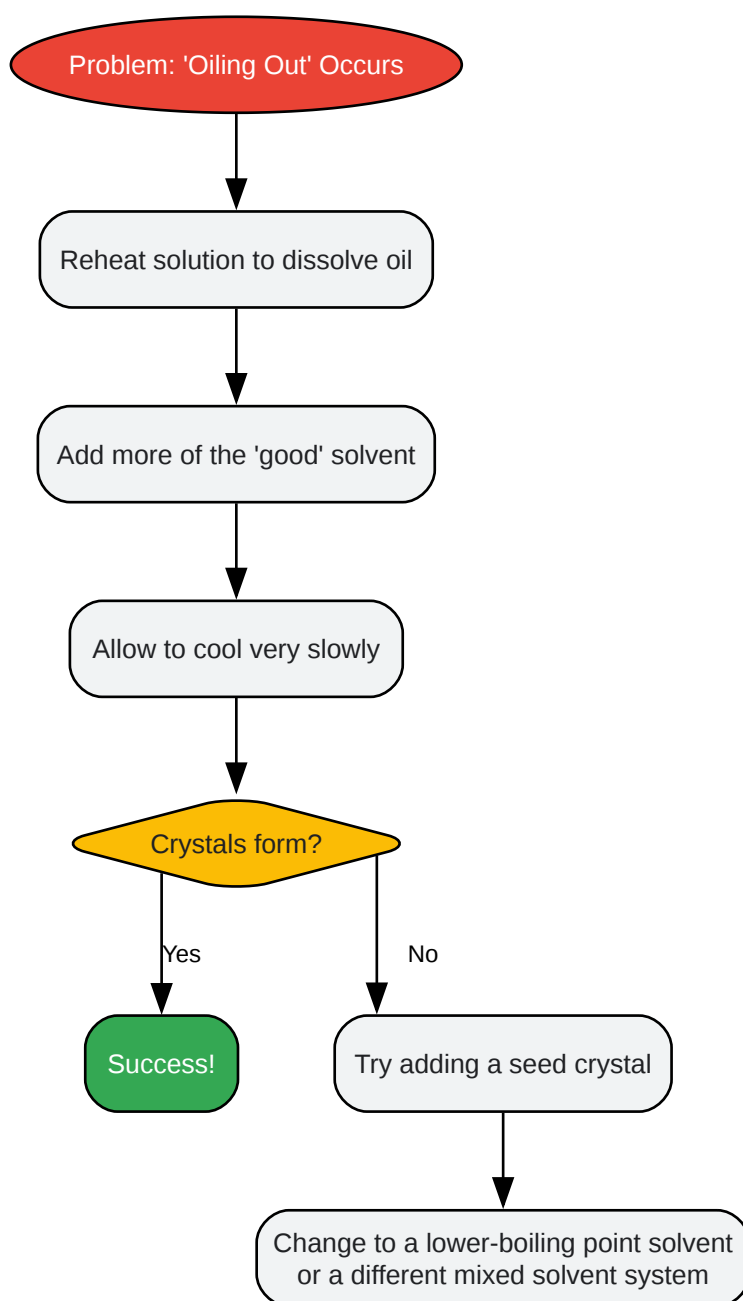 Problem: 'Oiling Out' Occurs
Reheat solution to dissolve oil
Add more of the 'good' solvent
Allow to cool very slowly
Crystals form?
Yes
No
Success!
Try adding a seed crystal
Change to a lower-boiling point solvent
or a different mixed solvent system